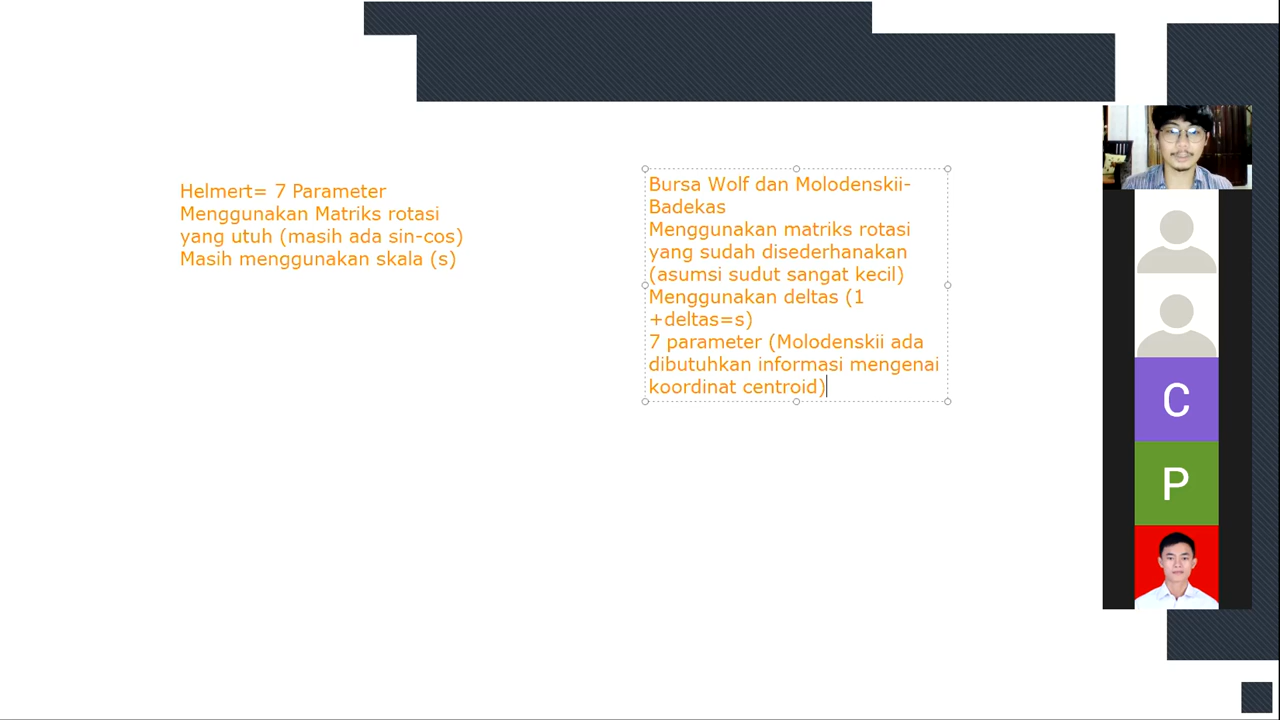 Helmert= 7 Parameter
Menggunakan Matriks rotasi
yang utuh (masih ada sin-cos)
Masih menggunakan skala (s)
Bursa Wolf dan Molodenskii-
Badekas
Menggunakan matriks rotasi
yang sudah disederhanakan
(asumsi sudut sangat kecil)
Menggunakan deltas (1
+deltas=s)
7 parameter (Molodenskii ada
dibutuhkan informasi mengenai
koordinat centroid)
C
P